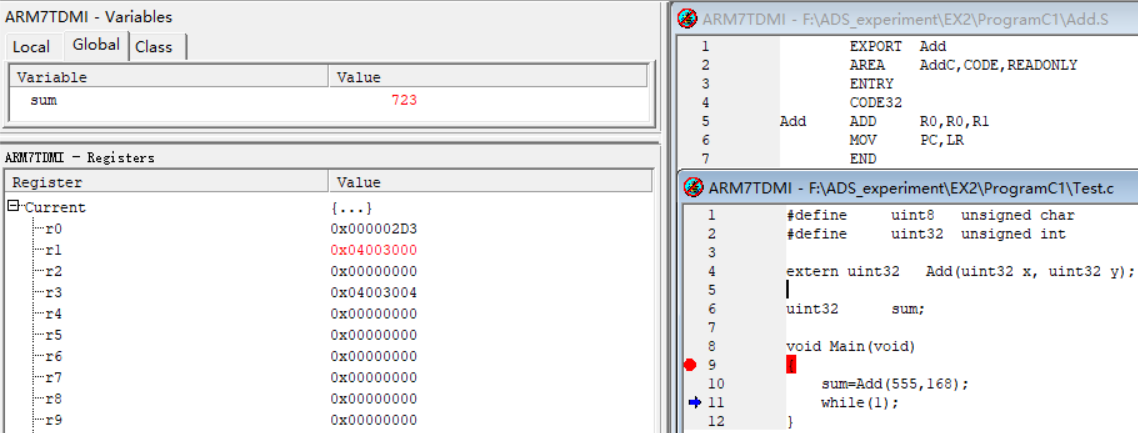 ARM7TDMI - Variables
Local Global Class
Variable Value
sum 723
ARM7TDMI - Registers
Register Value
Current {...}
r0 0x000002D3
r1 0x04003000
r2 0x00000000
r3 0x04003004
r4 0x00000000
r5 0x00000000
r6 0x00000000
r7 0x00000000
r8 0x00000000
r9 0x00000000
ARM7TDMI - F:\ADS_experiment\EX2\ProgramC1\Add.S
1 EXPORT Add
2 AREA AddC,CODE,READONLY
3 ENTRY
4 CODE32
5 Add ADD R0,R0,R1
6 MOV PC,LR
7 END
ARM7TDMI - F:\ADS_experiment\EX2\ProgramC1\Test.c
1 #define uint8 unsigned char
2 #define uint32 unsigned int
3
4 extern uint32 Add(uint32 x, uint32 y);
5
6 uint32 sum;
7
8 void Main(void)
9 {
10 sum=Add(555,168);
11 while(1);
12 }